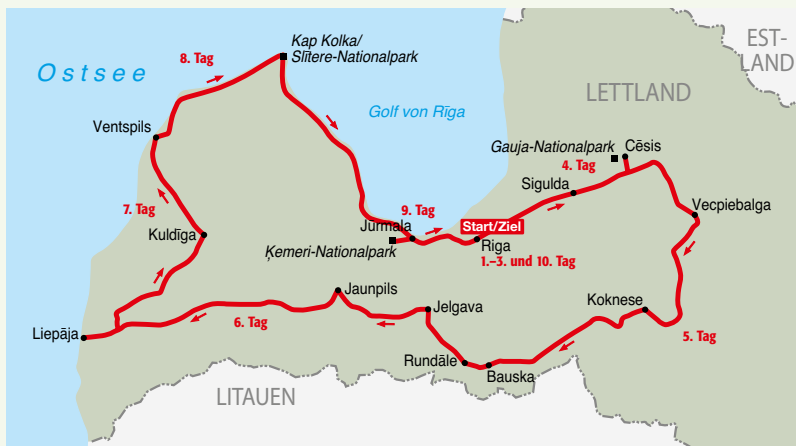 Kap Kolka/
Slītere-Nationalpark
8. Tag
Ostsee
EST-
LAND
LETTLAND
Golf von Rīga
Ventspils
Gauja-Nationalpark
Cēsis
4. Tag
Sigulda
7. Tag
Vecpiebalga
9. Tag
Jūrmala
Start/Ziel
Kuldīga
Ķemeri-Nationalpark
Riga
1.–3. und 10. Tag
Jaunpils
Koknese
Jelgava
6. Tag
Liepāja
5. Tag
Rundāle
Bauska
LITAUEN